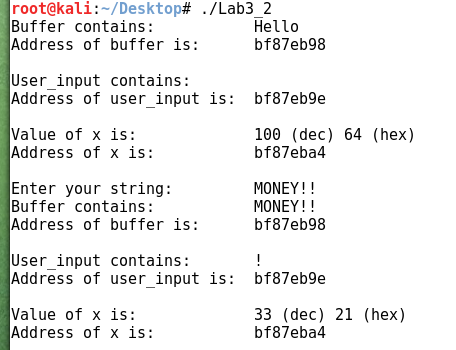 root@kali:~/Desktop# ./Lab3_2
Buffer contains: Hello
Address of buffer is: bf87eb98
User_input contains:
Address of user_input is: bf87eb9e
Value of x is: 100 (dec) 64 (hex)
Address of x is: bf87eba4
Enter your string: MONEY!!
Buffer contains: MONEY!!
Address of buffer is: bf87eb98
User_input contains: !
Address of user_input is: bf87eb9e
Value of x is: 33 (dec) 21 (hex)
Address of x is: bf87eba4